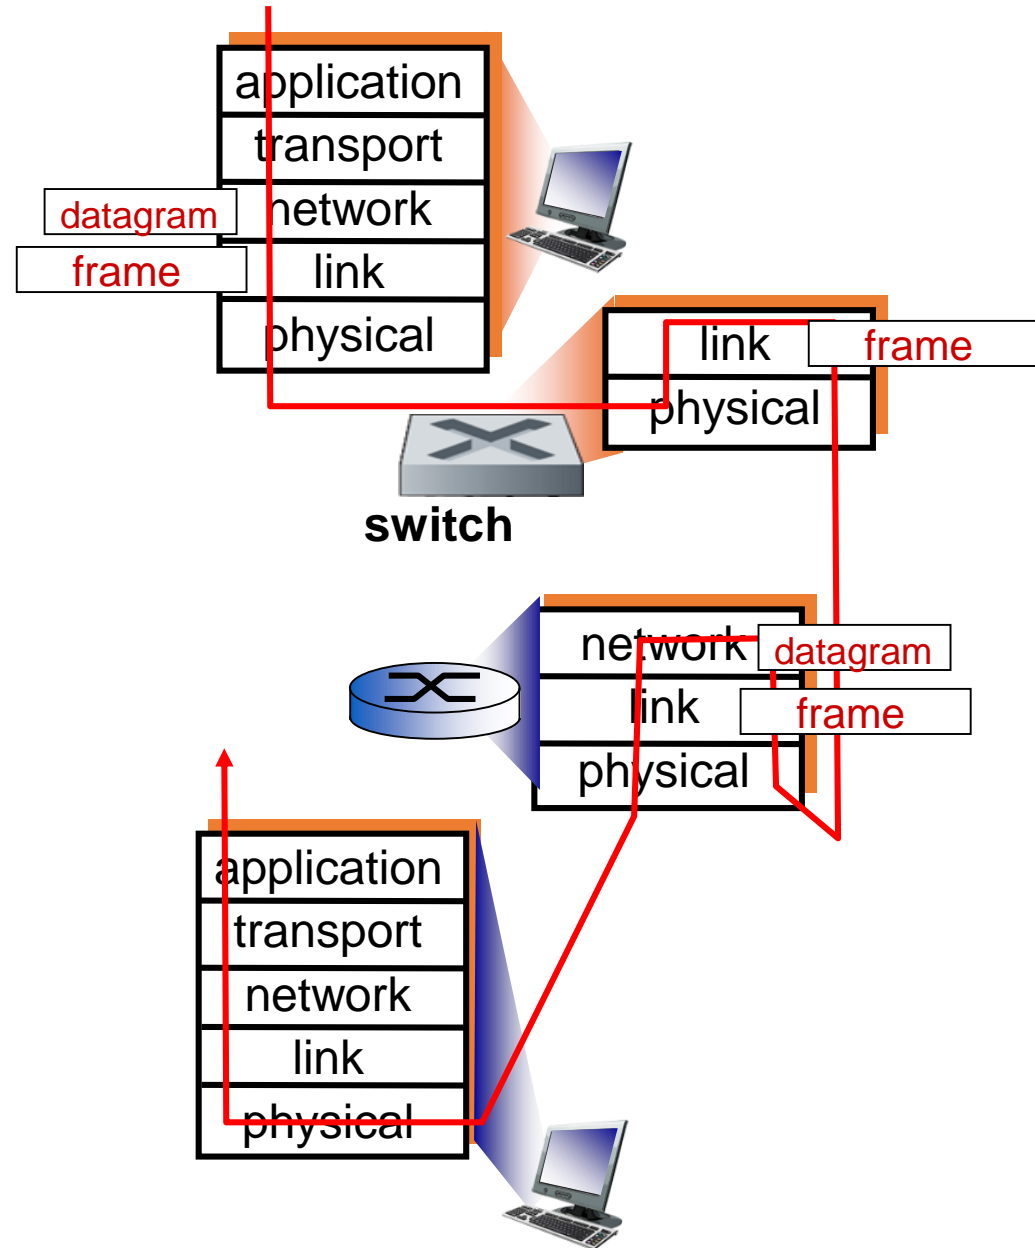 application
transport
datagram network
frame link
physical
link frame
physical
switch
network datagram
link frame
physical
application
transport
network
link
physical